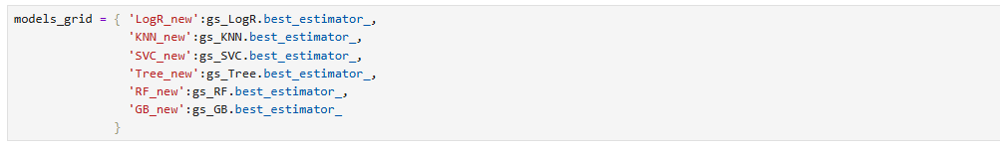 models_grid = { 'LogR_new':gs_LogR.best_estimator_,
'KNN_new':gs_KNN.best_estimator_,
'SVC_new':gs_SVC.best_estimator_,
'Tree_new':gs_Tree.best_estimator_,
'RF_new':gs_RF.best_estimator_,
'GB_new':gs_GB.best_estimator_
}